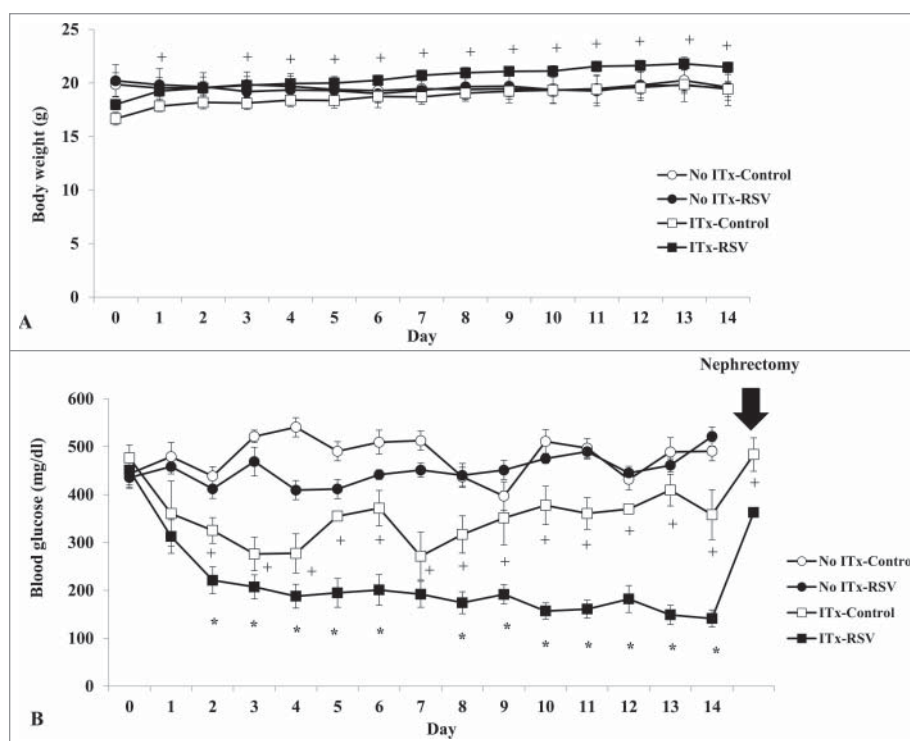 25
20
15
10
5
0
Body weight (g)
+ + + + + + + + + + + + +
No ITx-Control
No ITx-RSV
ITx-Control
ITx-RSV
0 1 2 3 4 5 6 7 8 9 10 11 12 13 14
Day
A
Nephrectomy
600
500
400
300
200
100
0
Blood glucose (mg/dl)
+ + + + + + + + + + + + + +
* * * * * * * * * * * *
No ITx-Control
No ITx-RSV
ITx-Control
ITx-RSV
0 1 2 3 4 5 6 7 8 9 10 11 12 13 14
Day
B